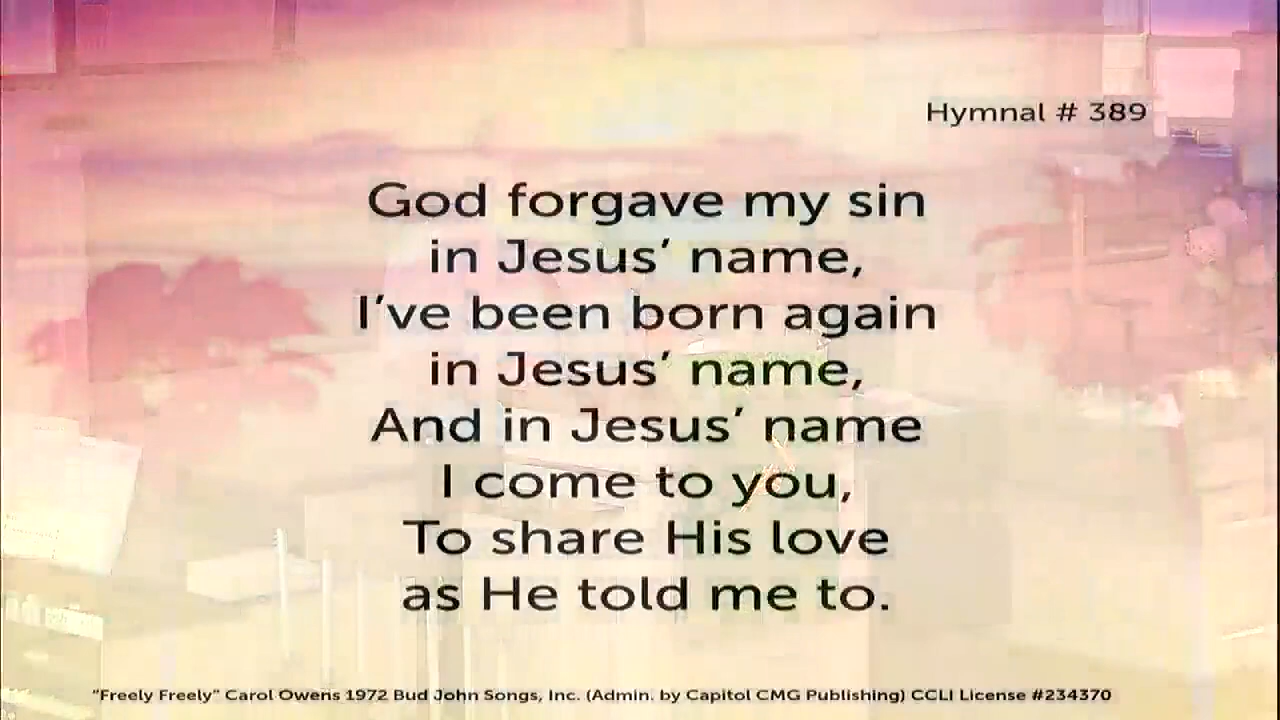 Hymnal # 389
God forgave my sin
in Jesus’ name,
I’ve been born again
in Jesus’ name,
And in Jesus’ name
I come to you,
To share His love
as He told me to.
"Freely Freely" Carol Owens 1972 Bud John Songs, Inc. (Admin. by Capitol CMG Publishing) CCLI License #234370